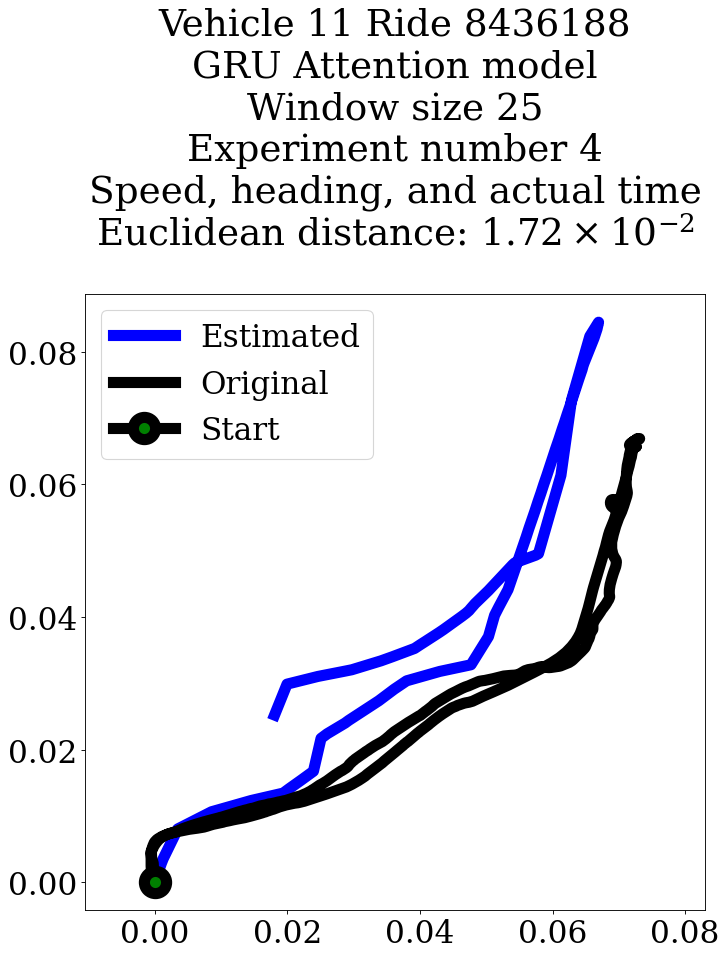 Vehicle 11 Ride 8436188
GRU Attention model
Window size 25
Experiment number 4
Speed, heading, and actual time
Euclidean distance: 1.72 × 10⁻²
Estimated
Original
Start
0.08
0.06
0.04
0.02
0.00
0.00 0.02 0.04 0.06 0.08